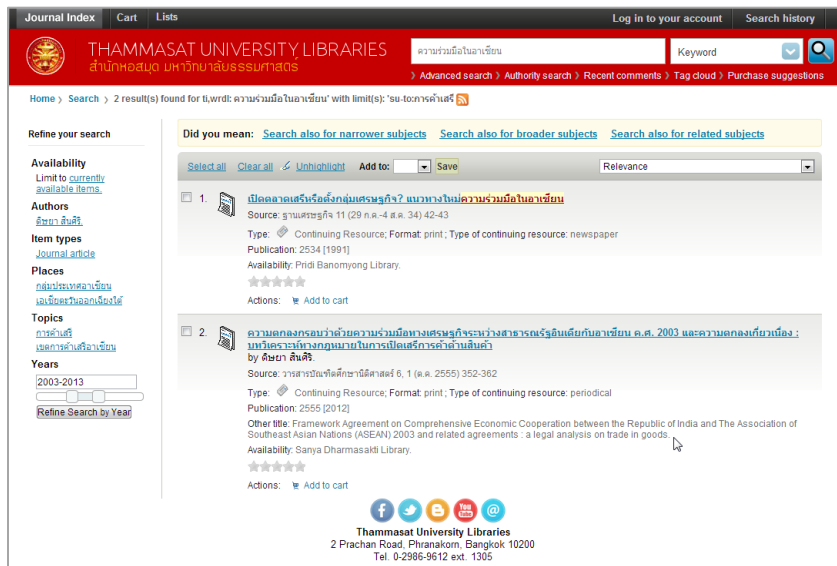 Journal Index Cart Lists Log in to your account Search history
THAMMASAT UNIVERSITY LIBRARIES
สำนักหอสมุด มหาวิทยาลัยธรรมศาสตร์
ความร่วมมือในอาเซียน Keyword
Advanced search Authority search Recent comments Tag cloud Purchase suggestions
Home Search 2 result(s) found for ti,wrdl: ความร่วมมือในอาเซียน' with limit(s): 'su-to:การค้าเสรี'
Refine your search
Availability
Limit to currently
available items.
Authors
ดิษยา สินศิริ.
Item types
Journal article
Places
กลุ่มประเทศอาเซียน
เอเชียตะวันออกเฉียงใต้
Topics
การค้าเสรี
เขตการค้าเสรีอาเซียน
Years
2003-2013
Refine Search by Year
Did you mean: Search also for narrower subjects Search also for broader subjects Search also for related subjects
Select all Clear all Unhighlight Add to: Save Relevance
1. เปิดตลาดเสรีหรือตั้งกลุ่มเศรษฐกิจ? แนวทางใหม่ความร่วมมือในอาเซียน
Source: ฐานเศรษฐกิจ 11 (29 ก.ค.-4 ส.ค. 34) 42-43
Type: Continuing Resource; Format: print ; Type of continuing resource: newspaper
Publication: 2534 [1991]
Availability: Pridi Banomyong Library.
Actions: Add to cart
2. ความตกลงกรอบว่าด้วยความร่วมมือทางเศรษฐกิจระหว่างสาธารณรัฐอินเดียกับอาเซียน ค.ศ. 2003 และความตกลงเกี่ยวเนื่อง :
บทวิเคราะห์ทางกฎหมายในการเปิดเสรีการค้าด้านสินค้า
by ดิษยา สินศิริ.
Source: วารสารบัณฑิตศึกษานิติศาสตร์ 6, 1 (ต.ค. 2555) 352-362
Type: Continuing Resource; Format: print ; Type of continuing resource: periodical
Publication: 2555 [2012]
Other title: Framework Agreement on Comprehensive Economic Cooperation between the Republic of India and The Association of
Southeast Asian Nations (ASEAN) 2003 and related agreements : a legal analysis on trade in goods.
Availability: Sanya Dharmasakti Library.
Actions: Add to cart
You Tube
Thammasat University Libraries
2 Prachan Road, Phranakorn, Bangkok 10200
Tel. 0-2986-9612 ext. 1305